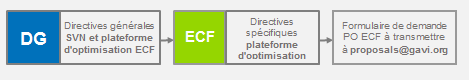 DG
Directives générales
SVN et plateforme
d'optimisation ECF
ECF
Directives
spécifiques
plateforme
d'optimisation
Formulaire de demande
PO ECF à transmettre
à proposals@gavi.org